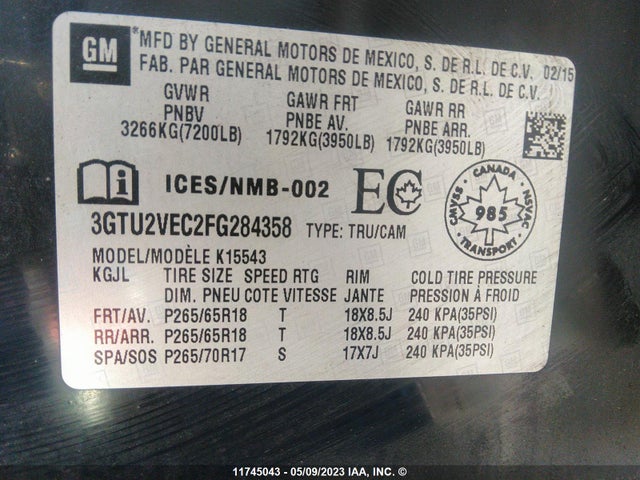 GM
*MFD BY GENERAL MOTORS DE MEXICO, S. DE R.L. DE C.V. 02/15
FAB. PAR GENERAL MOTORS DE MEXICO, S. DE R.L. DE C.V.
GVWR GAWR FRT GAWR RR
PNBV PNBE AV. PNBE ARR.
3266KG(7200LB) 1792KG(3950LB) 1792KG(3950LB)
ICES/NMB-002 EC
CANADA
CMVSS 985 NSVAC
TRANSPORT
3GTU2VEC2FG284358 TYPE: TRU/CAM
MODEL/MODÈLE K15543
KGJL TIRE SIZE SPEED RTG RIM COLD TIRE PRESSURE
DIM. PNEU COTE VITESSE JANTE PRESSION À FROID
FRT/AV. P265/65R18 T 18X8.5J 240 KPA(35PSI)
RR/ARR. P265/65R18 T 18X8.5J 240 KPA(35PSI)
SPA/SOS P265/70R17 S 17X7J 240 KPA(35PSI)
11745043 - 05/09/2023 IAA, INC. ©